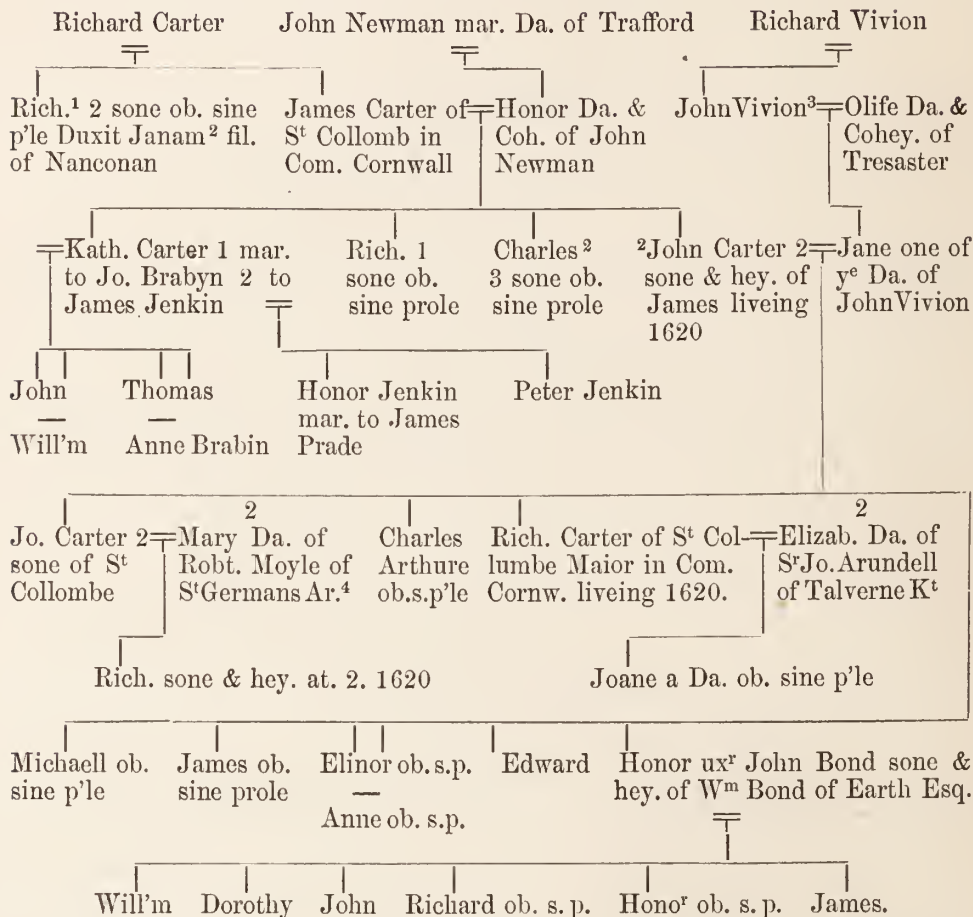 Richard Carter John Newman mar. Da. of Trafford Richard Vivion
Rich.¹ 2 sone ob. sine p'le Duxit Janam² fil. of Nanconan
James Carter of Sᵗ Collomb in Com. Cornwall
Honor Da. & Coh. of John Newman
John Vivion³
Olife Da. & Cohey. of Tresaster
Kath. Carter 1 mar. to Jo. Brabyn 2 to James Jenkin
Rich. 1 sone ob. sine prole
Charles² 3 sone ob. sine prole
²John Carter 2 sone & hey. of James liveing 1620
Jane one of yᵉ Da. of John Vivion
John
—
Will'm
Thomas
—
Anne Brabin
Honor Jenkin mar. to James Prade
Peter Jenkin
Jo. Carter 2 sone of Sᵗ Collombe
2
Mary Da. of Robt. Moyle of Sᵗ Germans Ar.⁴
Charles Arthure ob.s.p'le
Rich. Carter of Sᵗ Col-
lumbe Maior in Com. Cornw. liveing 1620.
2
Elizab. Da. of Sʳ Jo. Arundell of Talverne Kᵗ
Rich. sone & hey. at. 2. 1620
Joane a Da. ob. sine p'le
Michaell ob. sine p'le
James ob. sine prole
Elinor ob. s.p.
—
Anne ob. s.p.
Edward
Honor uxʳ John Bond sone & hey. of Wᵐ Bond of Earth Esq.
Will'm Dorothy John Richard ob. s. p. Honoʳ ob. s. p. James.